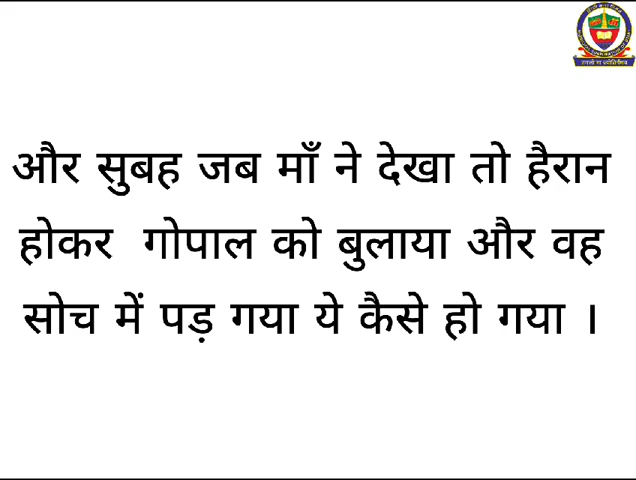 और सुबह जब माँ ने देखा तो हैरान
होकर गोपाल को बुलाया और वह
सोच में पड़ गया ये कैसे हो गया ।